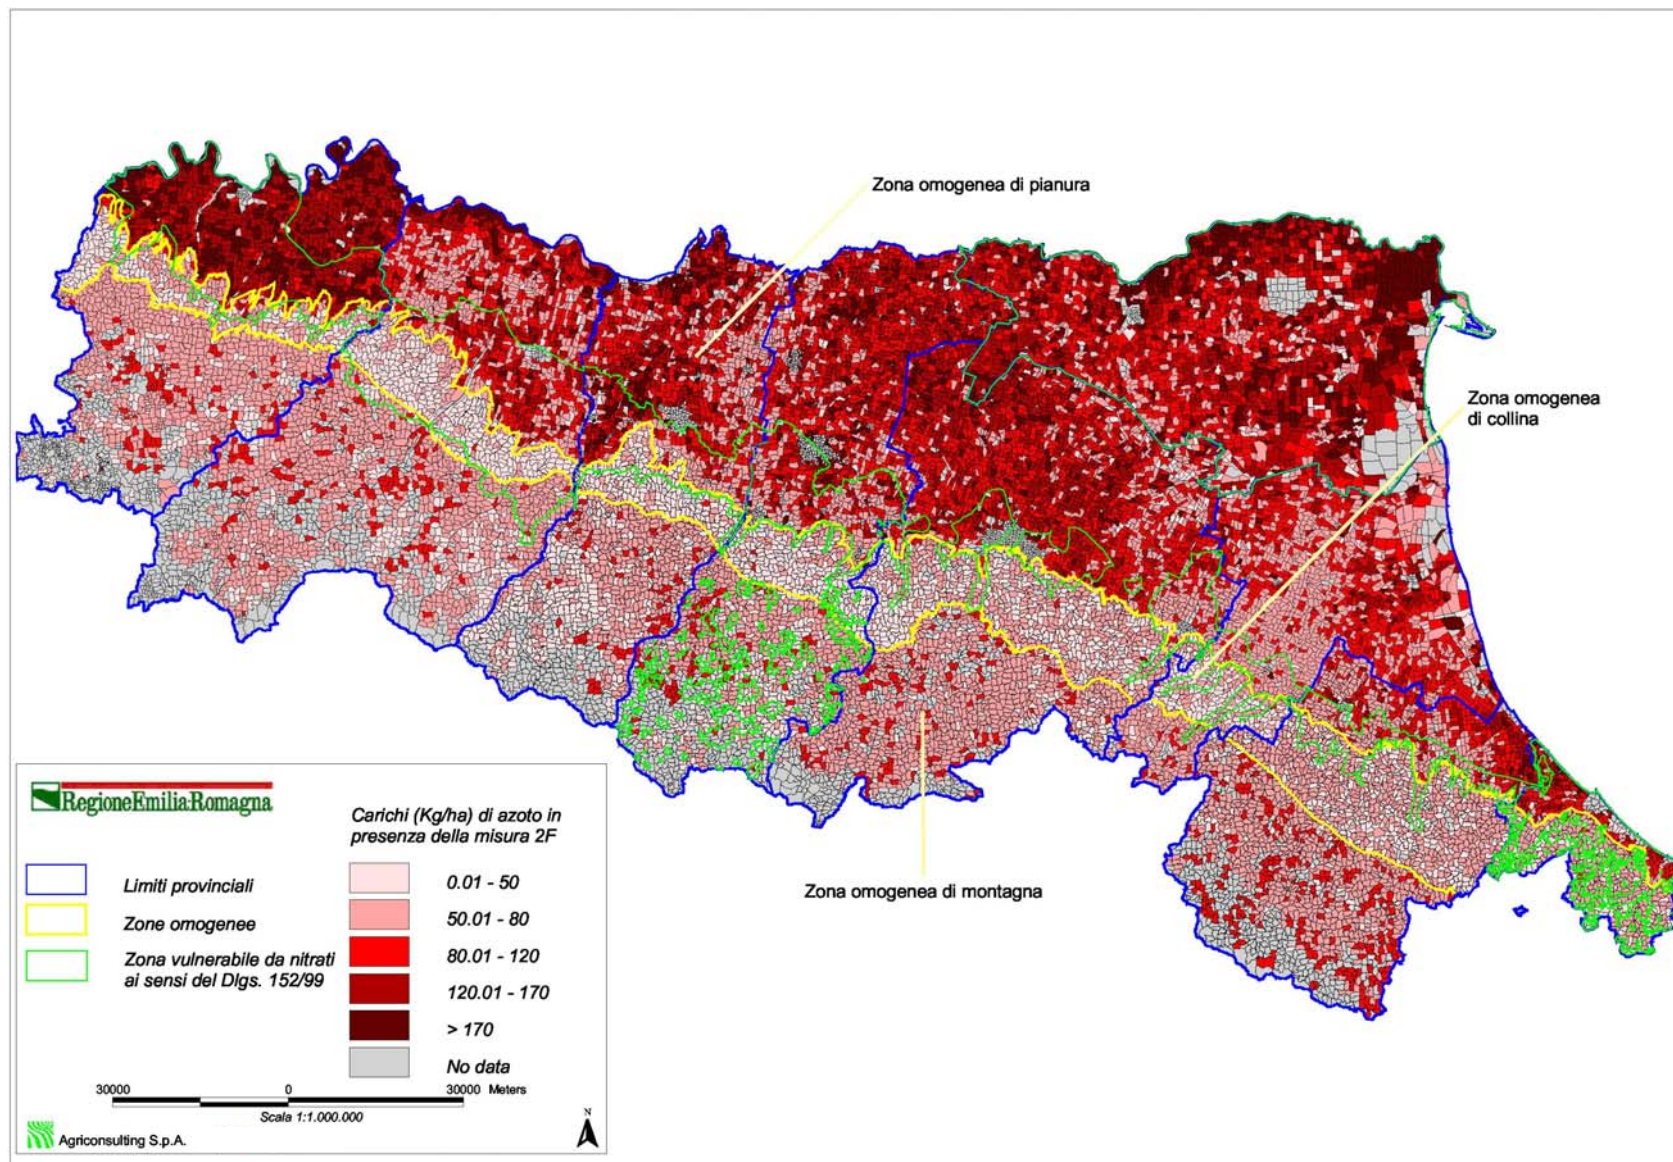 Zona omogenea di pianura
Zona omogenea
di collina
Zona omogenea di montagna
RegioneEmilia-Romagna
Carichi (Kg/ha) di azoto in
presenza della misura 2F
Limiti provinciali
Zone omogenee
Zona vulnerabile da nitrati
ai sensi del Dlgs. 152/99
0.01 - 50
50.01 - 80
80.01 - 120
120.01 - 170
> 170
No data
30000 0 30000 Meters
Scala 1:1.000.000
N
Agriconsulting S.p.A.